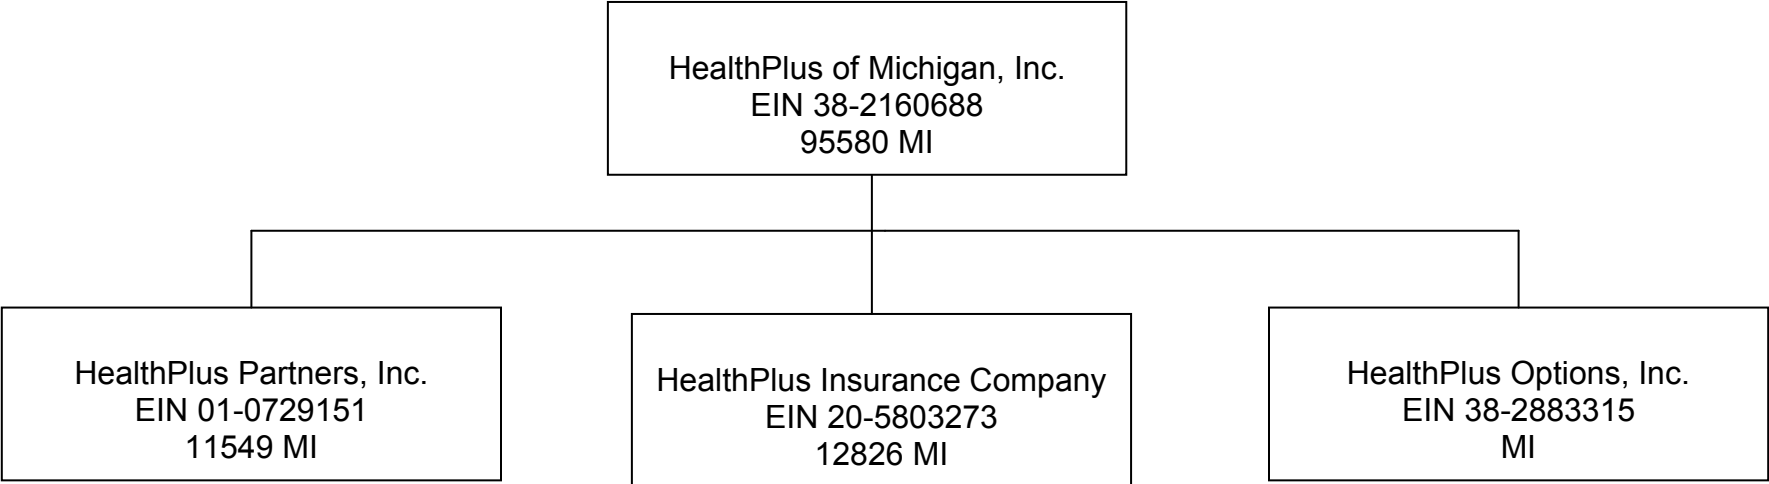 HealthPlus of Michigan, Inc.
EIN 38-2160688
95580 MI
HealthPlus Partners, Inc.
EIN 01-0729151
11549 MI
HealthPlus Insurance Company
EIN 20-5803273
12826 MI
HealthPlus Options, Inc.
EIN 38-2883315
MI